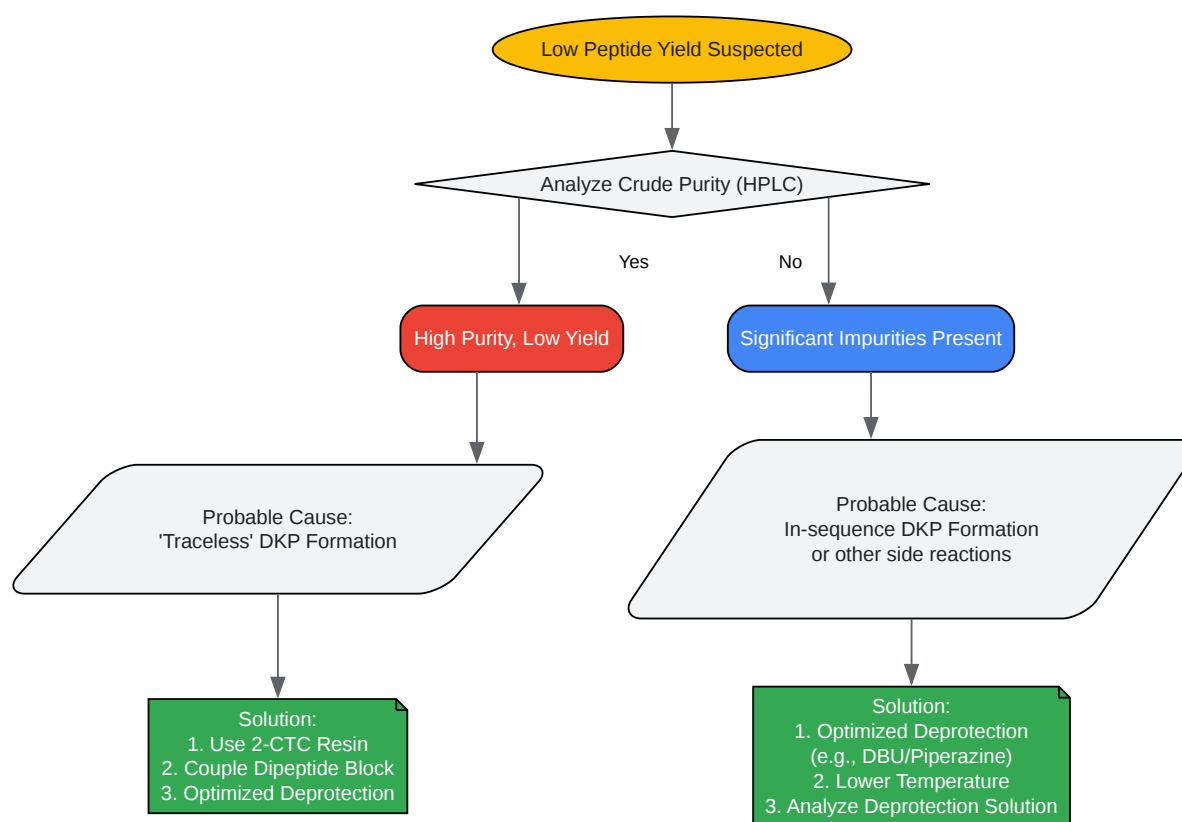 Low Peptide Yield Suspected
Analyze Crude Purity (HPLC)
Yes
No
High Purity, Low Yield
Significant Impurities Present
Probable Cause:
'Traceless' DKP Formation
Probable Cause:
In-sequence DKP Formation
or other side reactions
Solution:
1. Use 2-CTC Resin
2. Couple Dipeptide Block
3. Optimized Deprotection
Solution:
1. Optimized Deprotection
(e.g., DBU/Piperazine)
2. Lower Temperature
3. Analyze Deprotection Solution